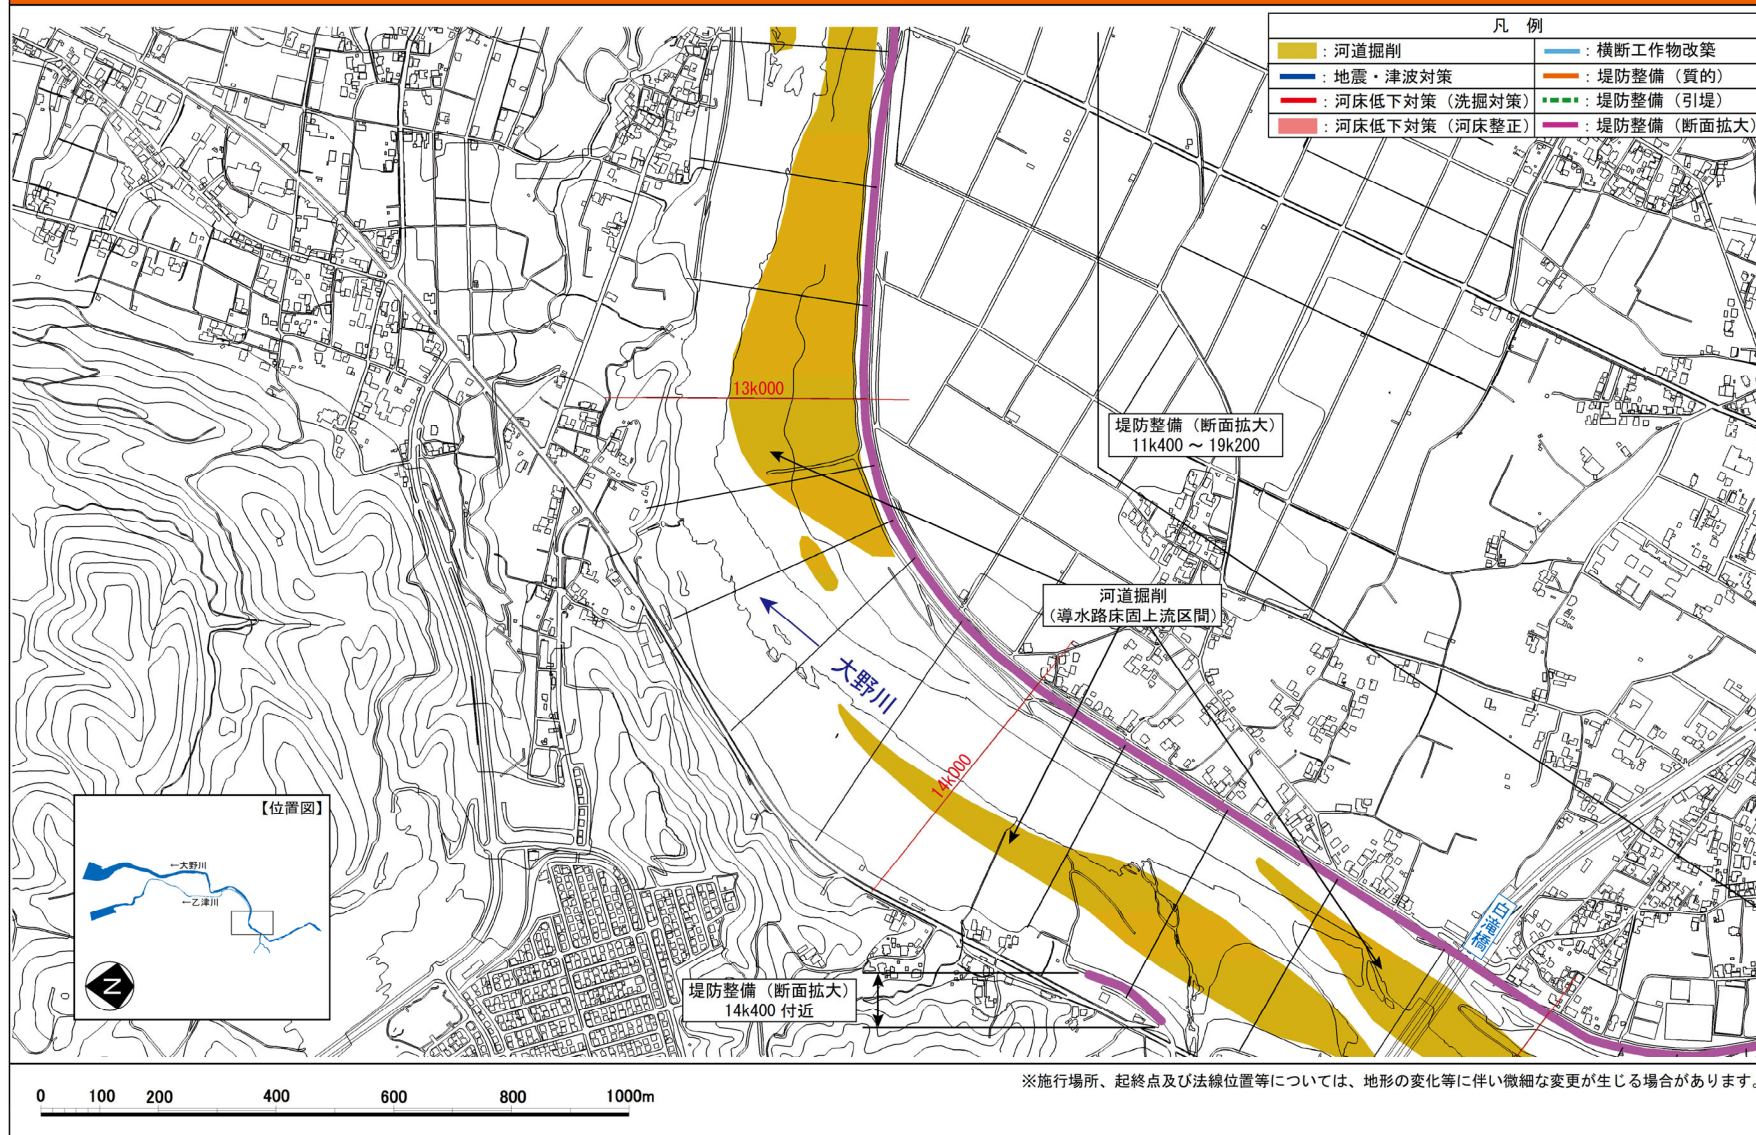 凡 例
：河道掘削
：横断工作物改築
：地震・津波対策
：堤防整備（質的）
：河床低下対策（洗掘対策）
：堤防整備（引堤）
：河床低下対策（河床整正）
：堤防整備（断面拡大）
13k000
堤防整備（断面拡大）
11k400 ～ 19k200
河道掘削
（導水路床固上流区間）
大野川
14k000
白滝橋
【位置図】
←大野川
←乙津川
N
堤防整備（断面拡大）
14k400 付近
0 100 200 400 600 800 1000m
※施行場所、起終点及び法線位置等については、地形の変化等に伴い微細な変更が生じる場合があります。